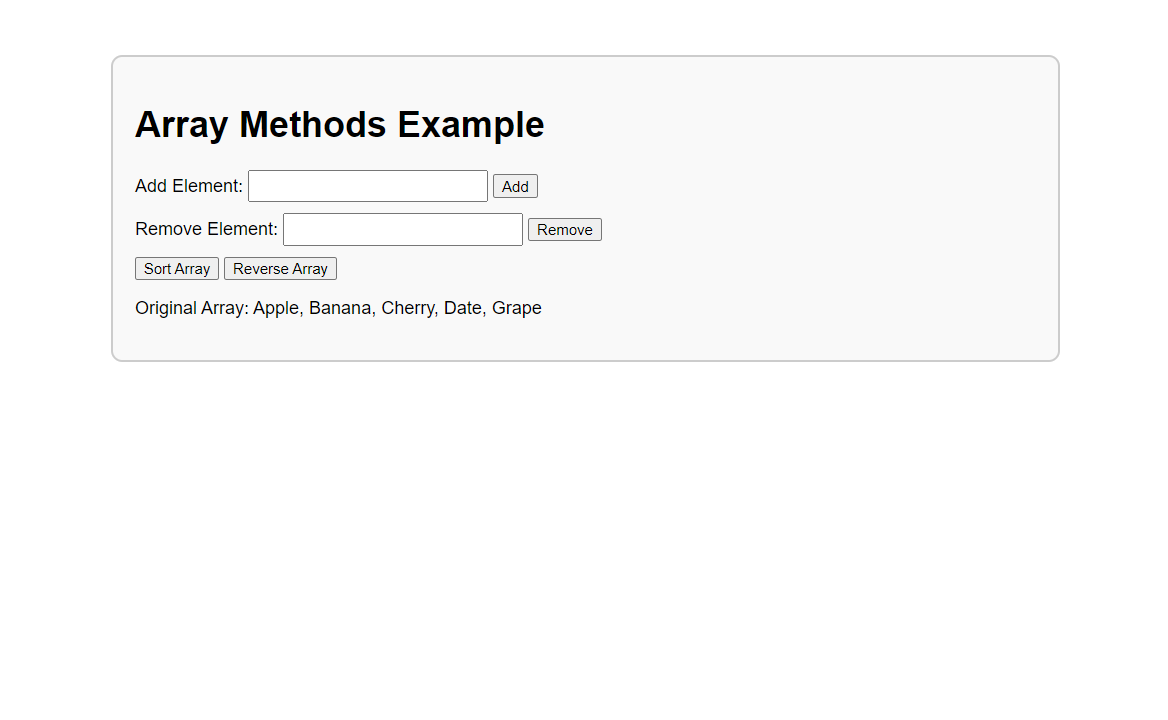 Array Methods Example
Add Element: Add
Remove Element: Remove
Sort Array Reverse Array
Original Array: Apple, Banana, Cherry, Date, Grape